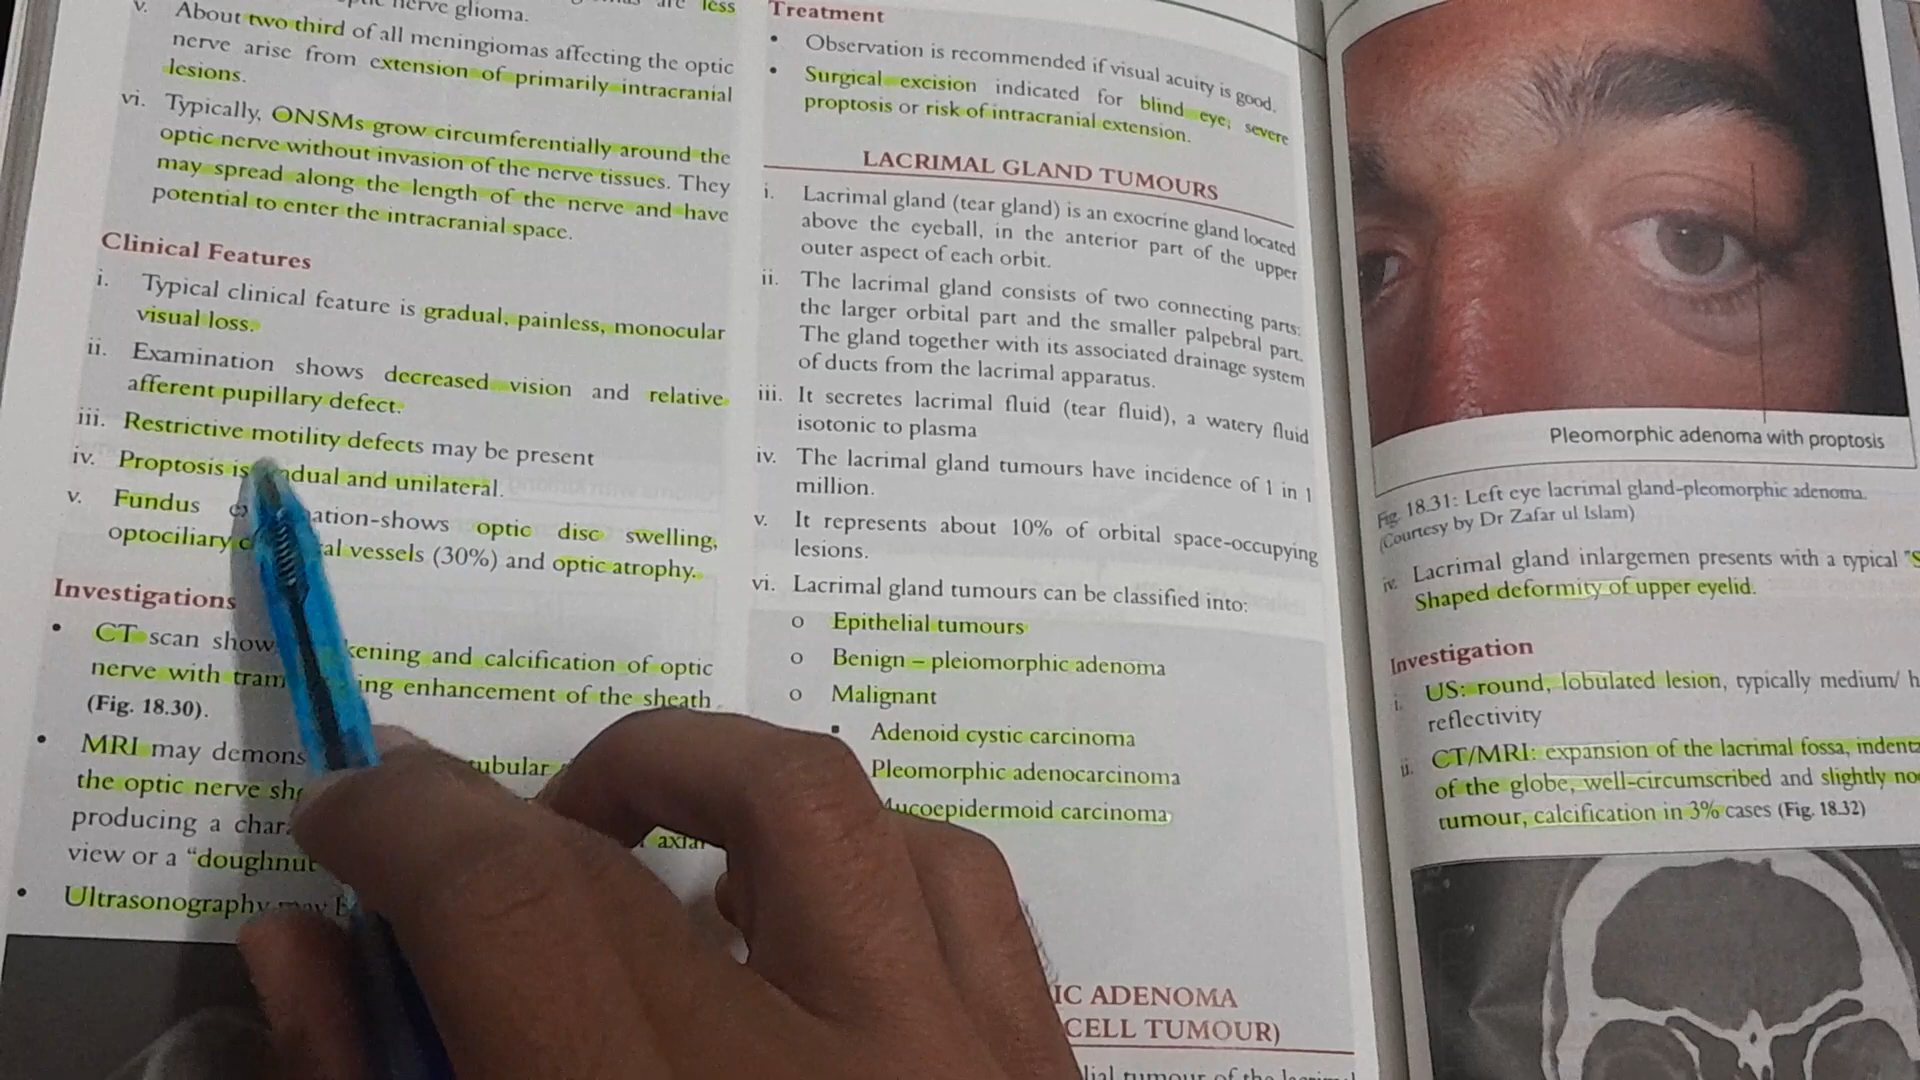 nerve glioma.
are less
v. About two third of all meningiomas affecting the optic
nerve arise from extension of primarily intracranial
lesions.
vi. Typically, ONSMs grow circumferentially around the
optic nerve without invasion of the nerve tissues. They
may spread along the length of the nerve and have
potential to enter the intracranial space.
Clinical Features
i. Typical clinical feature is gradual, painless, monocular
visual loss.
ii. Examination shows decreased vision and relative
afferent pupillary defect.
iii. Restrictive motility defects may be present
iv. Proptosis is gradual and unilateral.
v. Fundus ation-shows optic disc swelling,
optociliary al vessels (30%) and optic atrophy.
Investigations
• CT scan show kening and calcification of optic
nerve with tram ing enhancement of the sheath
(Fig. 18.30).
• MRI may demons tubular
the optic nerve she
producing a char axial
view or a "doughnut
• Ultrasonography may b
Treatment
• Observation is recommended if visual acuity is good.
• Surgical excision indicated for blind eye, severe
proptosis or risk of intracranial extension.
LACRIMAL GLAND TUMOURS
i. Lacrimal gland (tear gland) is an exocrine gland located
above the eyeball, in the anterior part of the upper
outer aspect of each orbit.
ii. The lacrimal gland consists of two connecting parts:
the larger orbital part and the smaller palpebral part.
The gland together with its associated drainage system
of ducts from the lacrimal apparatus.
iii. It secretes lacrimal fluid (tear fluid), a watery fluid
isotonic to plasma
iv. The lacrimal gland tumours have incidence of 1 in 1
million.
v. It represents about 10% of orbital space-occupying
lesions.
vi. Lacrimal gland tumours can be classified into:
o Epithelial tumours
o Benign – pleiomorphic adenoma
o Malignant
▪ Adenoid cystic carcinoma
Pleomorphic adenocarcinoma
Mucoepidermoid carcinoma
IC ADENOMA
CELL TUMOUR)
lial tumour of the
Pleomorphic adenoma with proptosis
Fig. 18.31: Left eye lacrimal gland-pleomorphic adenoma.
(Courtesy by Dr Zafar ul Islam)
iv. Lacrimal gland inlargemen presents with a typical "S
Shaped deformity of upper eyelid.
Investigation
i. US: round, lobulated lesion, typically medium/ h
reflectivity
ii. CT/MRI: expansion of the lacrimal fossa, indenta
of the globe, well-circumscribed and slightly no
tumour, calcification in 3% cases (Fig. 18.32)